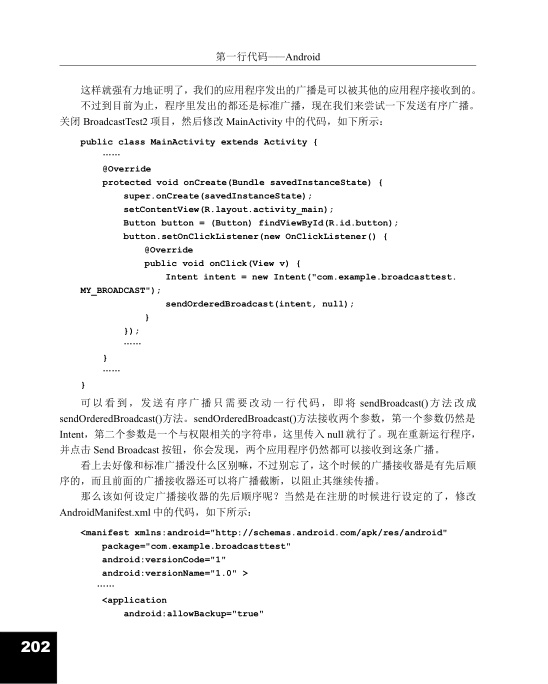 第一行代码——Android
这样就强有力地证明了，我们的应用程序发出的广播是可以被其他的应用程序接收到的。
不过到目前为止，程序里发出的都还是标准广播，现在我们来尝试一下发送有序广播。
关闭 BroadcastTest2 项目，然后修改 MainActivity 中的代码，如下所示：
public class MainActivity extends Activity {
……
@Override
protected void onCreate(Bundle savedInstanceState) {
super.onCreate(savedInstanceState);
setContentView(R.layout.activity_main);
Button button = (Button) findViewById(R.id.button);
button.setOnClickListener(new OnClickListener() {
@Override
public void onClick(View v) {
Intent intent = new Intent("com.example.broadcasttest.
MY_BROADCAST");
sendOrderedBroadcast(intent, null);
}
});
……
}
……
}
可以看到，发送有序广播只需要改动一行代码，即将 sendBroadcast()方法改成
sendOrderedBroadcast()方法。sendOrderedBroadcast()方法接收两个参数，第一个参数仍然是
Intent，第二个参数是一个与权限相关的字符串，这里传入 null 就行了。现在重新运行程序，
并点击 Send Broadcast 按钮，你会发现，两个应用程序仍然都可以接收到这条广播。
看上去好像和标准广播没什么区别嘛，不过别忘了，这个时候的广播接收器是有先后顺
序的，而且前面的广播接收器还可以将广播截断，以阻止其继续传播。
那么该如何设定广播接收器的先后顺序呢？当然是在注册的时候进行设定的了，修改
AndroidManifest.xml 中的代码，如下所示：
<manifest xmlns:android="http://schemas.android.com/apk/res/android"
package="com.example.broadcasttest"
android:versionCode="1"
android:versionName="1.0" >
……
<application
android:allowBackup="true"
202